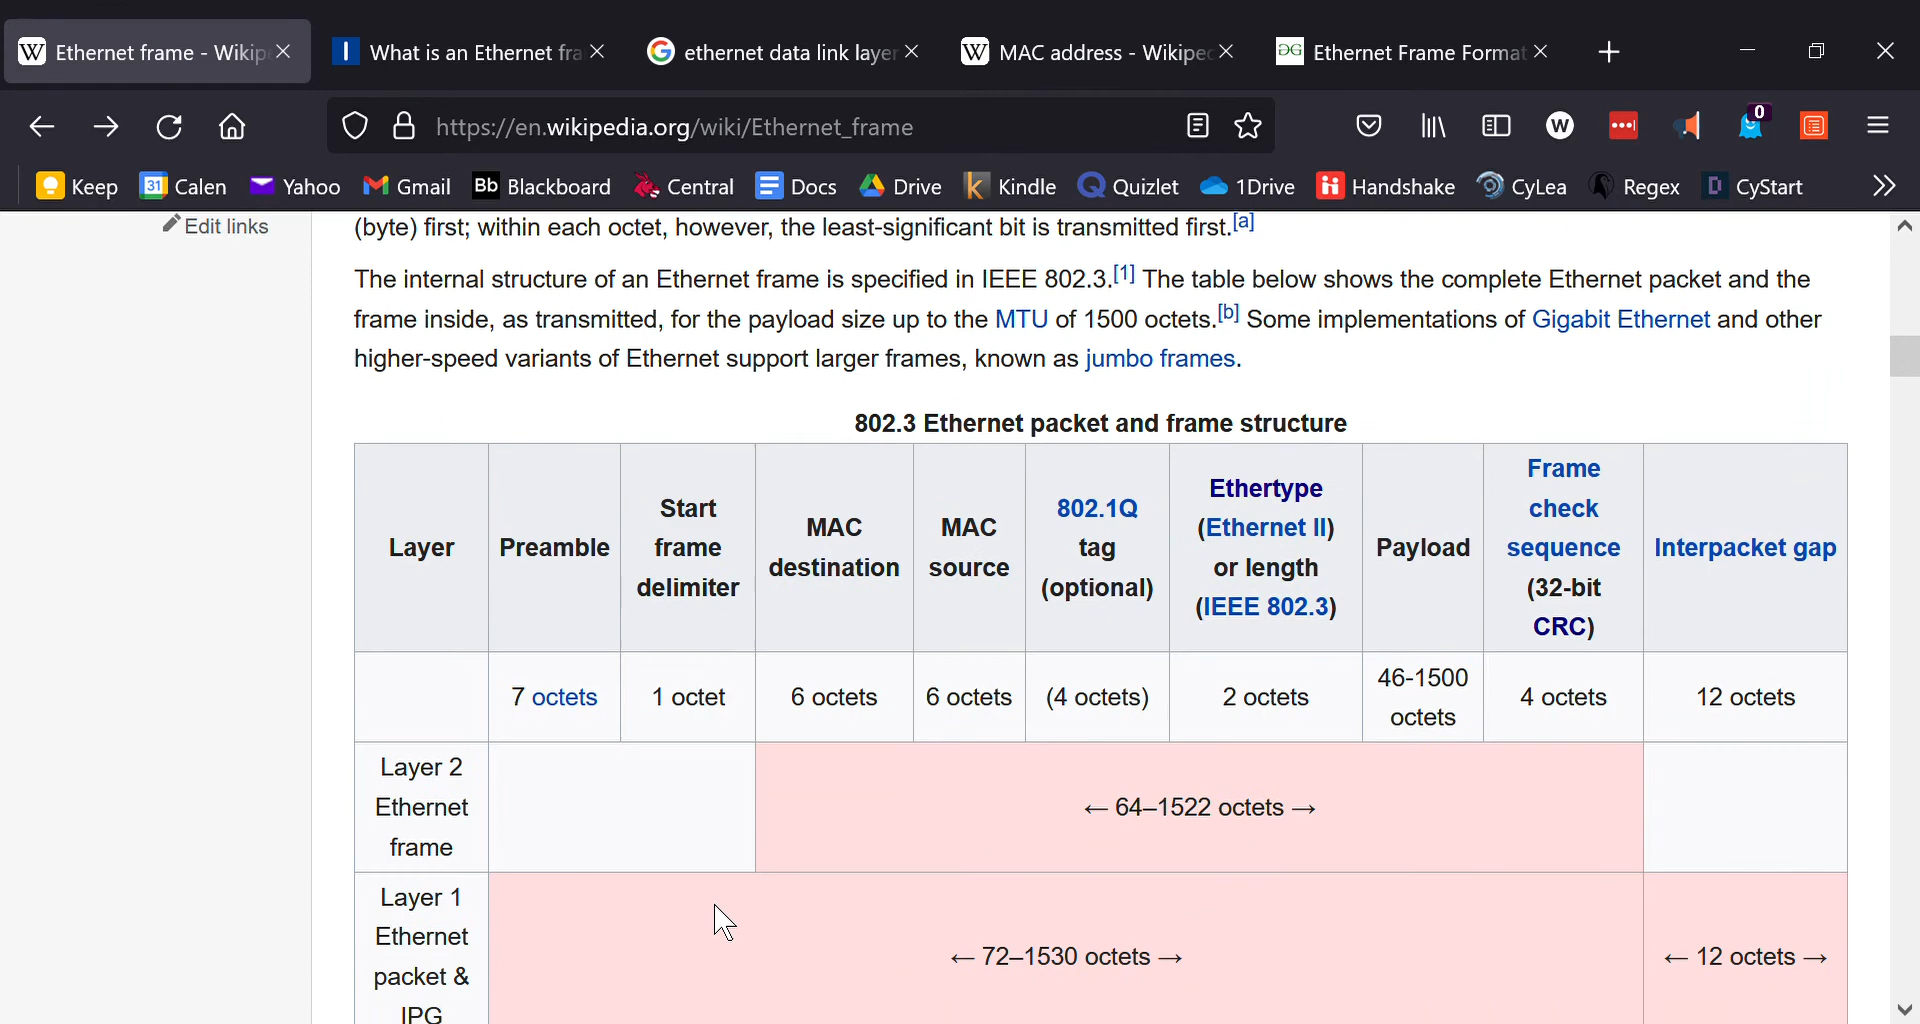 Ethernet frame - Wikip
What is an Ethernet fra
ethernet data link layer
MAC address - Wikipec
Ethernet Frame Format
https://en.wikipedia.org/wiki/Ethernet_frame
0
Keep
31 Calen
Yahoo
Gmail
Bb Blackboard
Central
Docs
Drive
Kindle
Quizlet
1Drive
Handshake
CyLea
Regex
CyStart
Edit links
(byte) first; within each octet, however, the least-significant bit is transmitted first.[a]
The internal structure of an Ethernet frame is specified in IEEE 802.3.[1] The table below shows the complete Ethernet packet and the
frame inside, as transmitted, for the payload size up to the MTU of 1500 octets.[b] Some implementations of Gigabit Ethernet and other
higher-speed variants of Ethernet support larger frames, known as jumbo frames.
802.3 Ethernet packet and frame structure
Layer
Preamble
Start
frame
delimiter
MAC
destination
MAC
source
802.1Q
tag
(optional)
Ethertype
(Ethernet II)
or length
(IEEE 802.3)
Payload
Frame
check
sequence
(32-bit
CRC)
Interpacket gap
7 octets
1 octet
6 octets
6 octets
(4 octets)
2 octets
46-1500
octets
4 octets
12 octets
Layer 2
Ethernet
frame
← 64–1522 octets →
Layer 1
Ethernet
packet &
IPG
← 72–1530 octets →
← 12 octets →